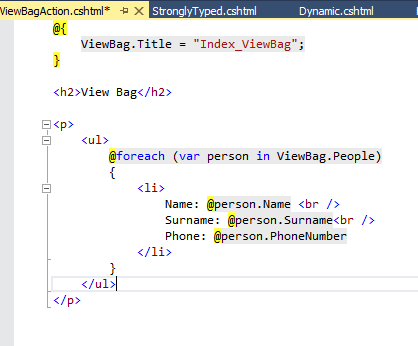 ViewBagAction.cshtml* StronglyTyped.cshtml Dynamic.cshtml
@{
ViewBag.Title = "Index_ViewBag";
}
<h2>View Bag</h2>
<p>
<ul>
@foreach (var person in ViewBag.People)
{
<li>
Name: @person.Name <br />
Surname: @person.Surname<br />
Phone: @person.PhoneNumber
</li>
}
</ul>
</p>